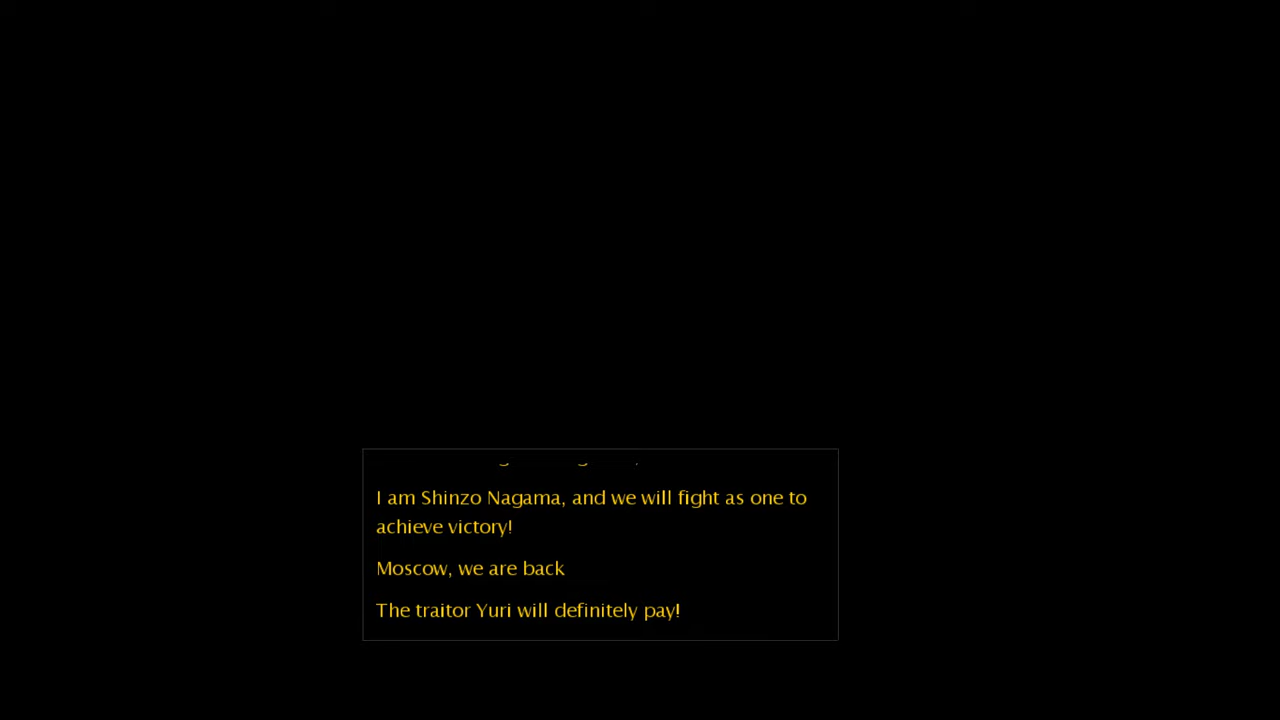 I am Shinzo Nagama, and we will fight as one to
achieve victory!
Moscow, we are back
The traitor Yuri will definitely pay!